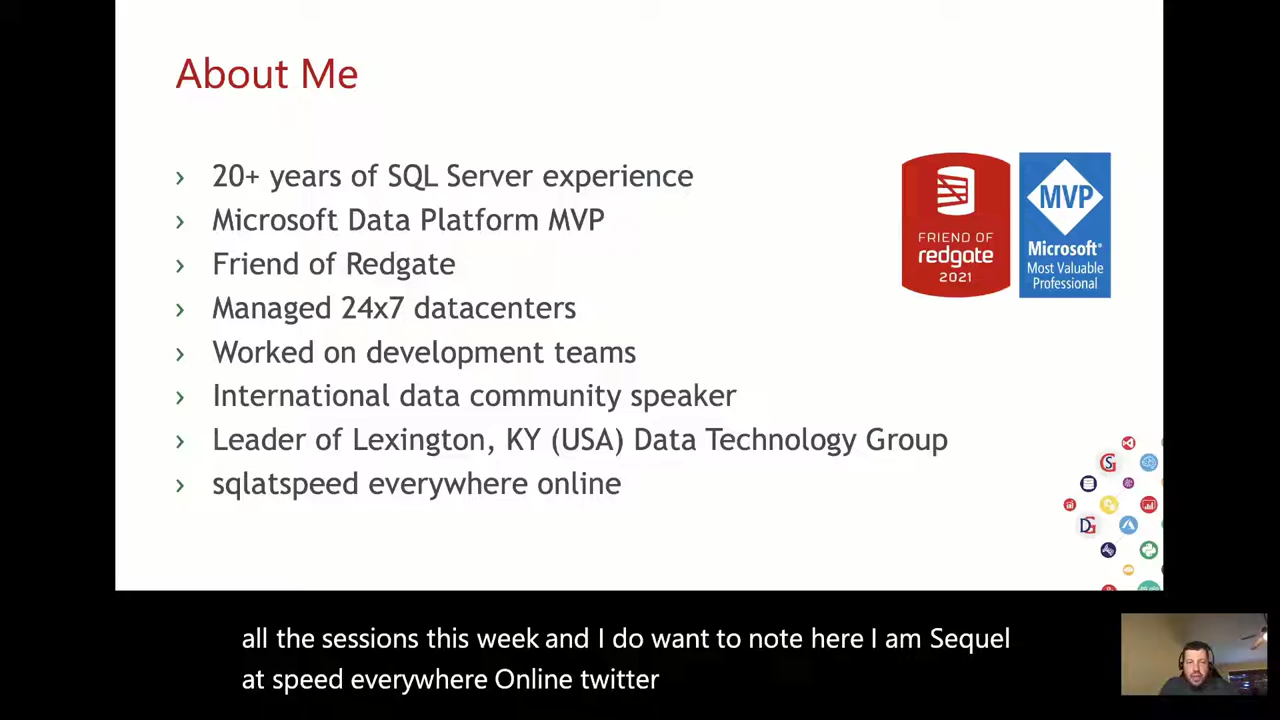 About Me
› 20+ years of SQL Server experience
› Microsoft Data Platform MVP
› Friend of Redgate
› Managed 24x7 datacenters
› Worked on development teams
› International data community speaker
› Leader of Lexington, KY (USA) Data Technology Group
› sqlatspeed everywhere online
FRIEND OF
redgate
2021
MVP
Microsoft®
Most Valuable
Professional
GS
DG
all the sessions this week and I do want to note here I am Sequel
at speed everywhere Online twitter